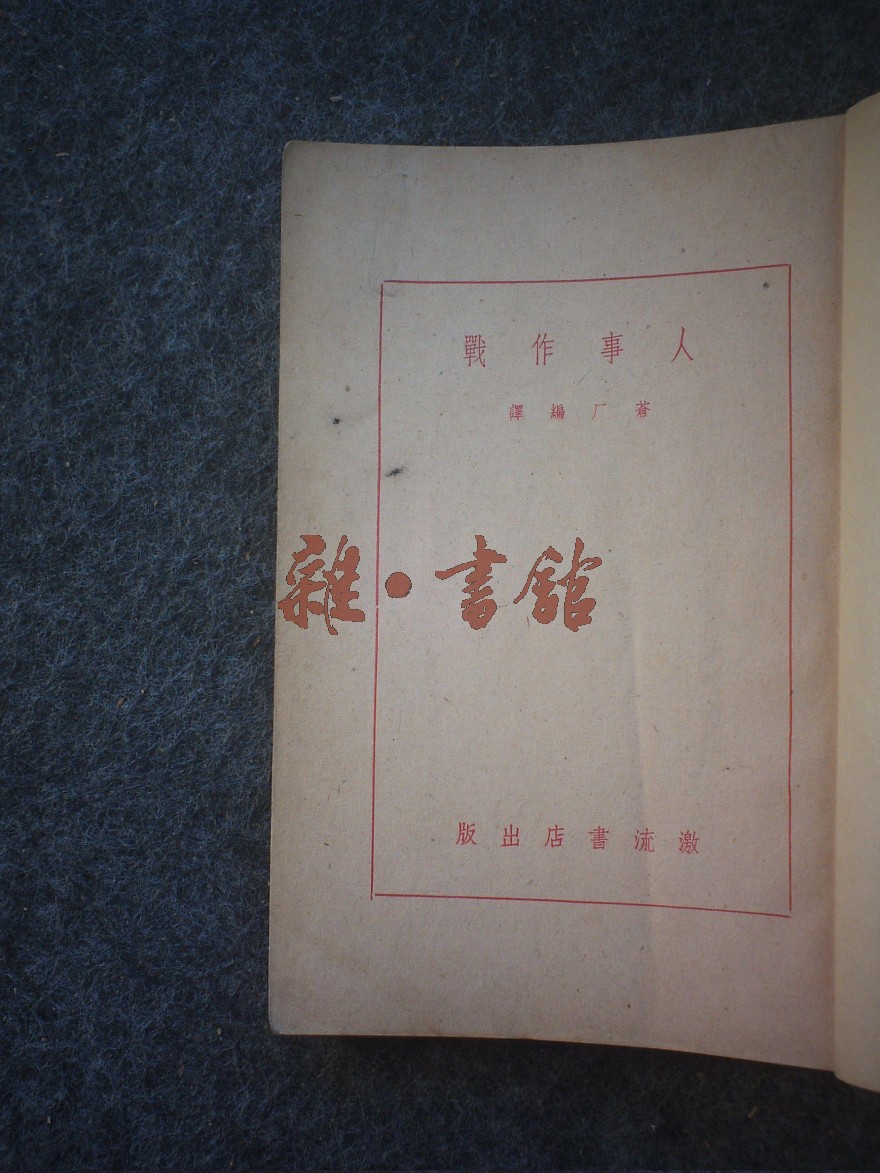 人事作戰
蒼厂編譯
雜·書館
激流書店出版